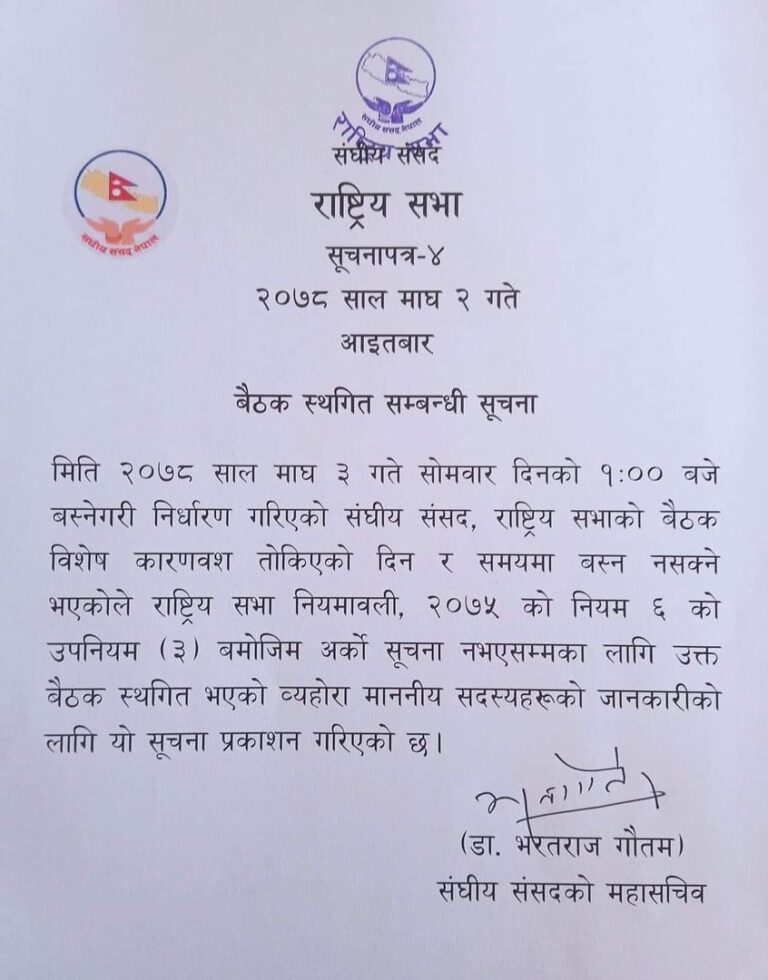 संघीय संसद नेपाल
राष्ट्रिय सभा
संघीय संसद
संघीय संसद नेपाल
राष्ट्रिय सभा
सूचनापत्र-४
२०७८ साल माघ २ गते
आइतबार
बैठक स्थगित सम्बन्धी सूचना
मिति २०७८ साल माघ ३ गते सोमवार दिनको १:०० बजे
बस्नेगरी निर्धारण गरिएको संघीय संसद, राष्ट्रिय सभाको बैठक
विशेष कारणवश तोकिएको दिन र समयमा बस्न नसक्ने
भएकोले राष्ट्रिय सभा नियमावली, २०७५ को नियम ६ को
उपनियम (३) बमोजिम अर्को सूचना नभएसम्मका लागि उक्त
बैठक स्थगित भएको व्यहोरा माननीय सदस्यहरूको जानकारीको
लागि यो सूचना प्रकाशन गरिएको छ।
(डा. भरतराज गौतम)
संघीय संसदको महासचिव